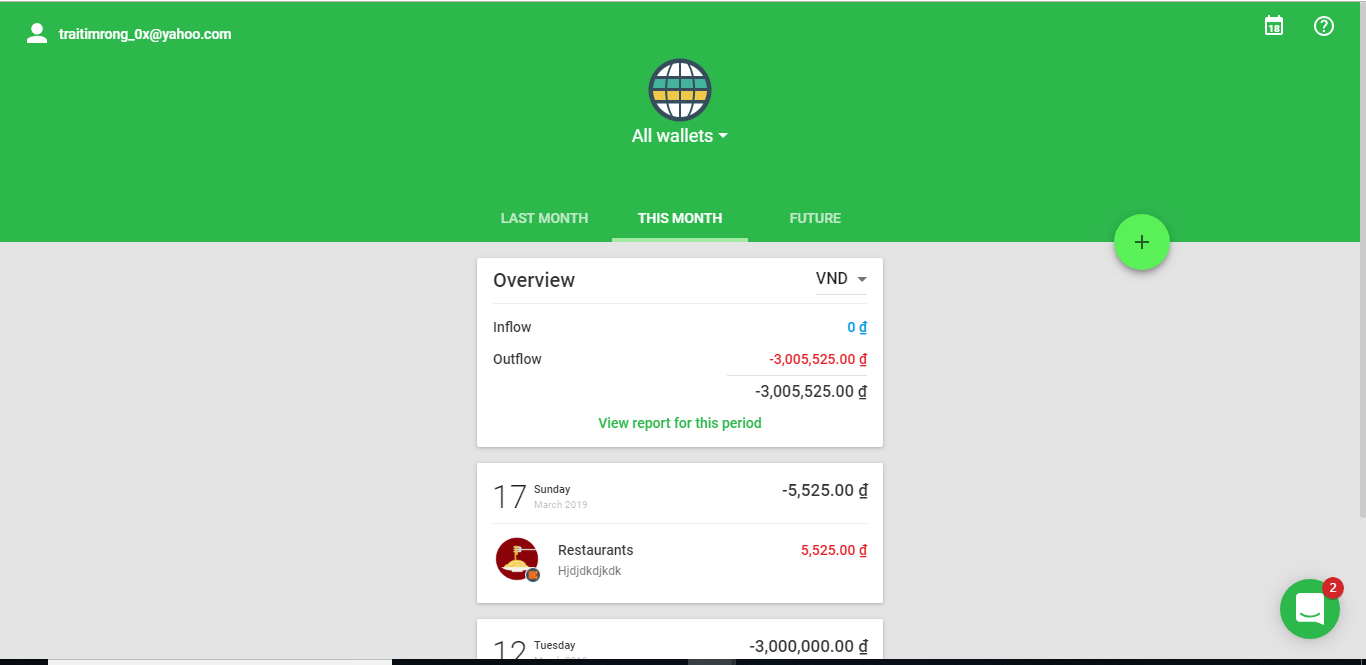 traitimrong_0x@yahoo.com
18
All wallets
LAST MONTH THIS MONTH FUTURE
+
Overview VND
Inflow 0 ₫
Outflow -3,005,525.00 ₫
-3,005,525.00 ₫
View report for this period
17 Sunday -5,525.00 ₫
March 2019
Restaurants 5,525.00 ₫
Hjdjdkdjkdk
2
12 Tuesday -3,000,000.00 ₫